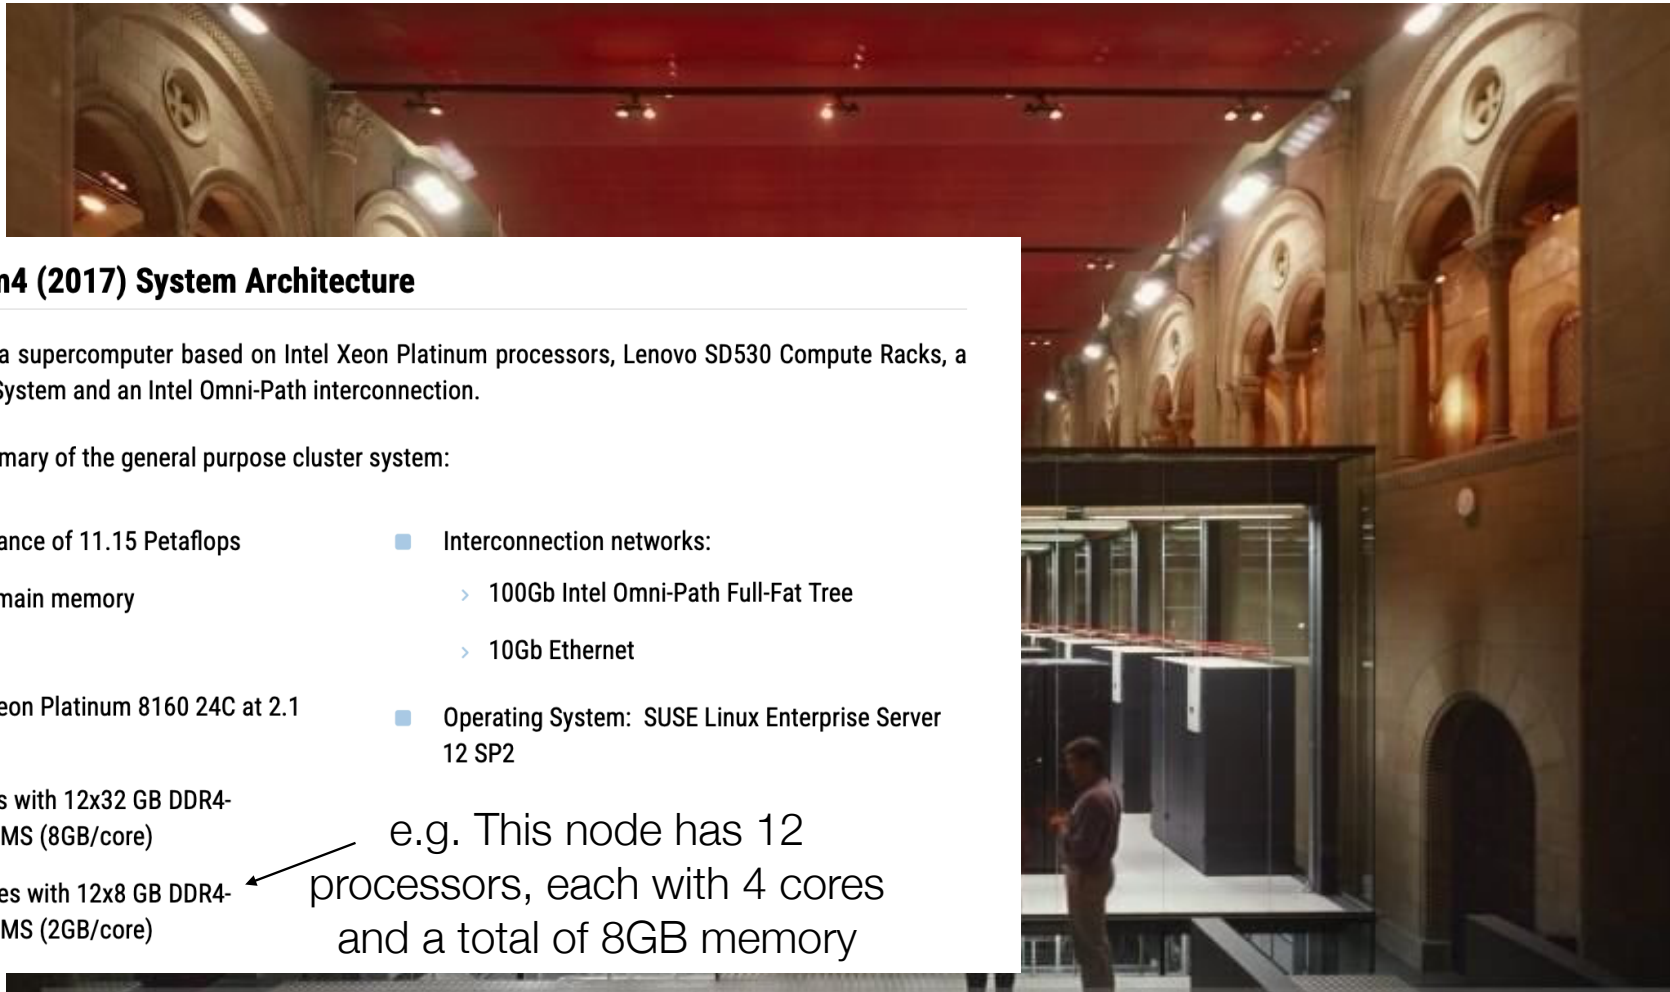 n4 (2017) System Architecture
a supercomputer based on Intel Xeon Platinum processors, Lenovo SD530 Compute Racks, a
System and an Intel Omni-Path interconnection.
mary of the general purpose cluster system:
ance of 11.15 Petaflops
main memory
eon Platinum 8160 24C at 2.1
s with 12x32 GB DDR4-
MS (8GB/core)
es with 12x8 GB DDR4-
MS (2GB/core)
Interconnection networks:
100Gb Intel Omni-Path Full-Fat Tree
10Gb Ethernet
Operating System: SUSE Linux Enterprise Server
12 SP2
e.g. This node has 12
processors, each with 4 cores
and a total of 8GB memory